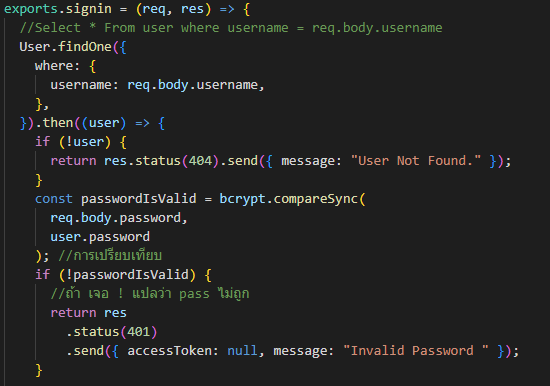 exports.signin = (req, res) => {
  //Select * From user where username = req.body.username
  User.findOne({
    where: {
      username: req.body.username,
    },
  }).then((user) => {
    if (!user) {
      return res.status(404).send({ message: "User Not Found." });
    }
    const passwordIsValid = bcrypt.compareSync(
      req.body.password,
      user.password
    ); //การเปรียบเทียบ
    if (!passwordIsValid) {
      //ถ้า เจอ ! แปลว่า pass ไม่ถูก
      return res
        .status(401)
        .send({ accessToken: null, message: "Invalid Password " });
    }